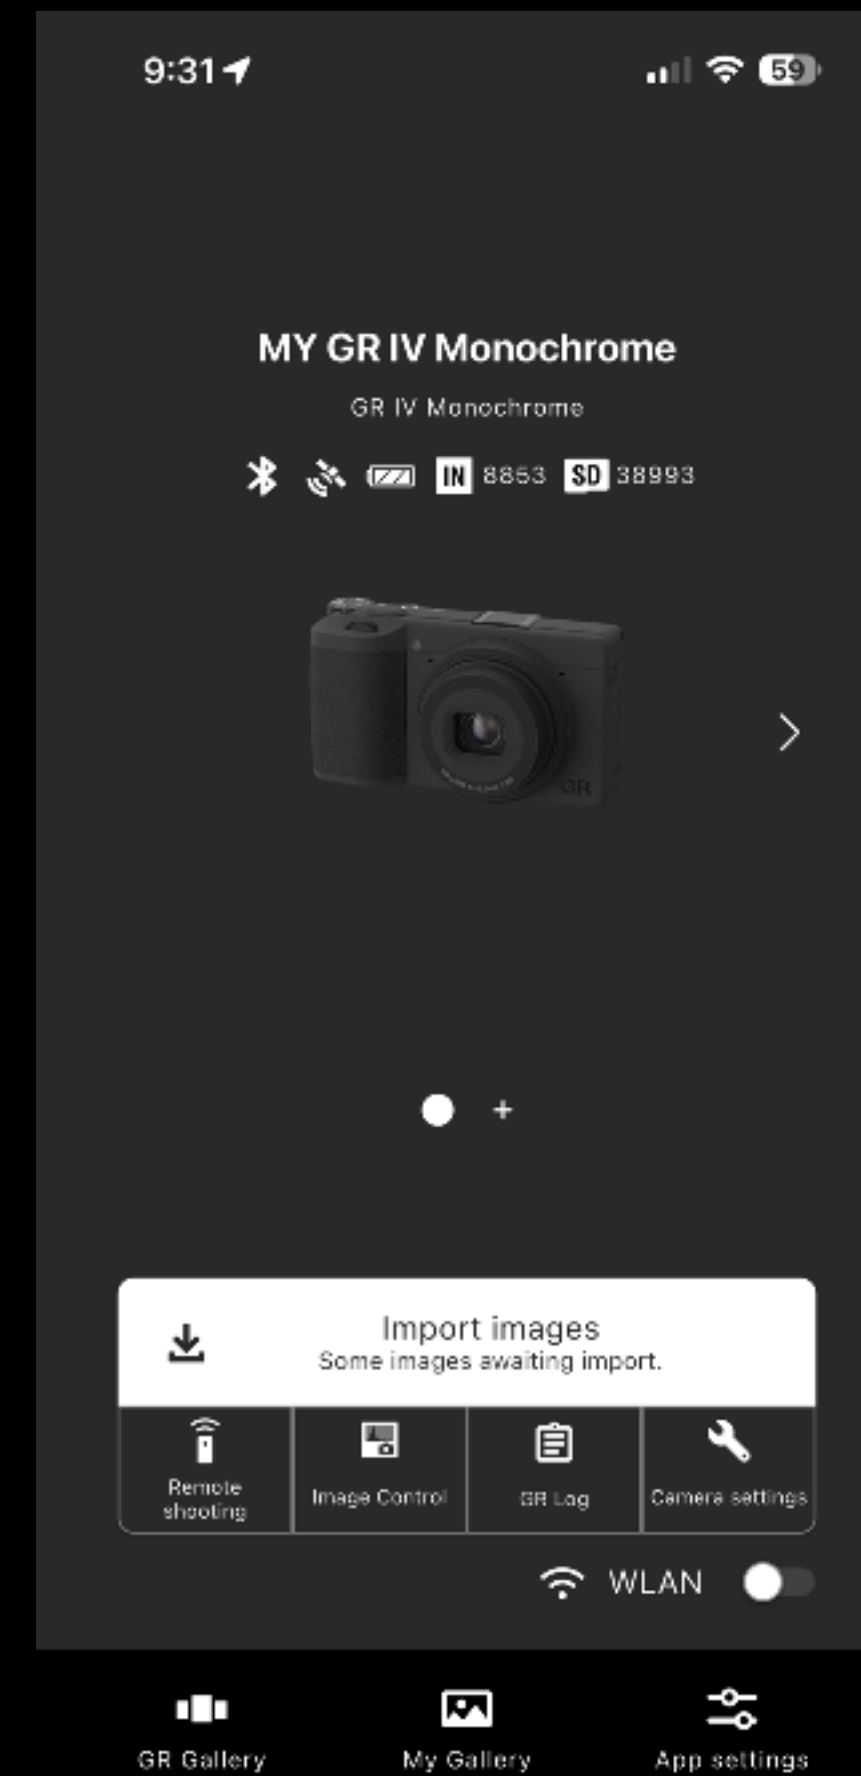 9:31
59
MY GR IV Monochrome
GR IV Monochrome
IN 8853 SD 38993
GR
Import images
Some images awaiting import.
Remote
shooting
Image Control
GR Log
Camera settings
WLAN
GR Gallery
My Gallery
App settings